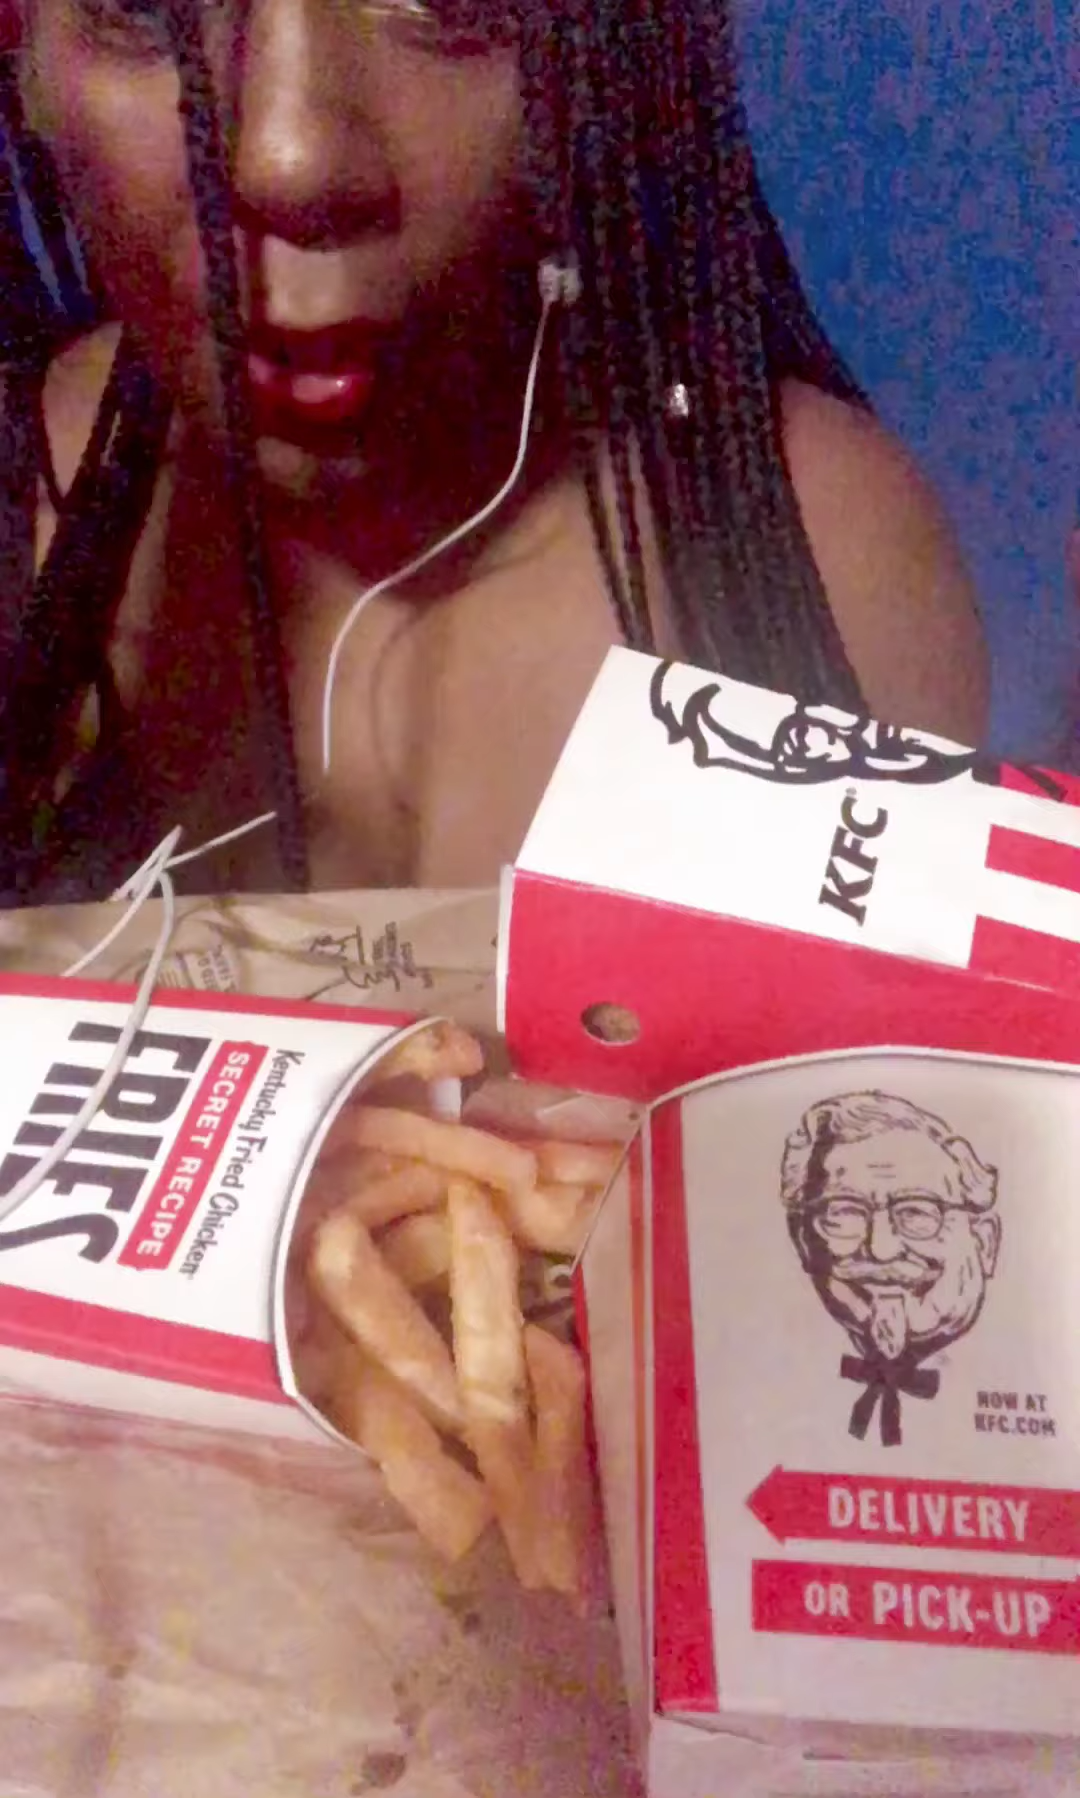 KFC
Kentucky Fried Chicken
SECRET RECIPE
FRIES
NOW AT
KFC.COM
DELIVERY
OR PICK-UP